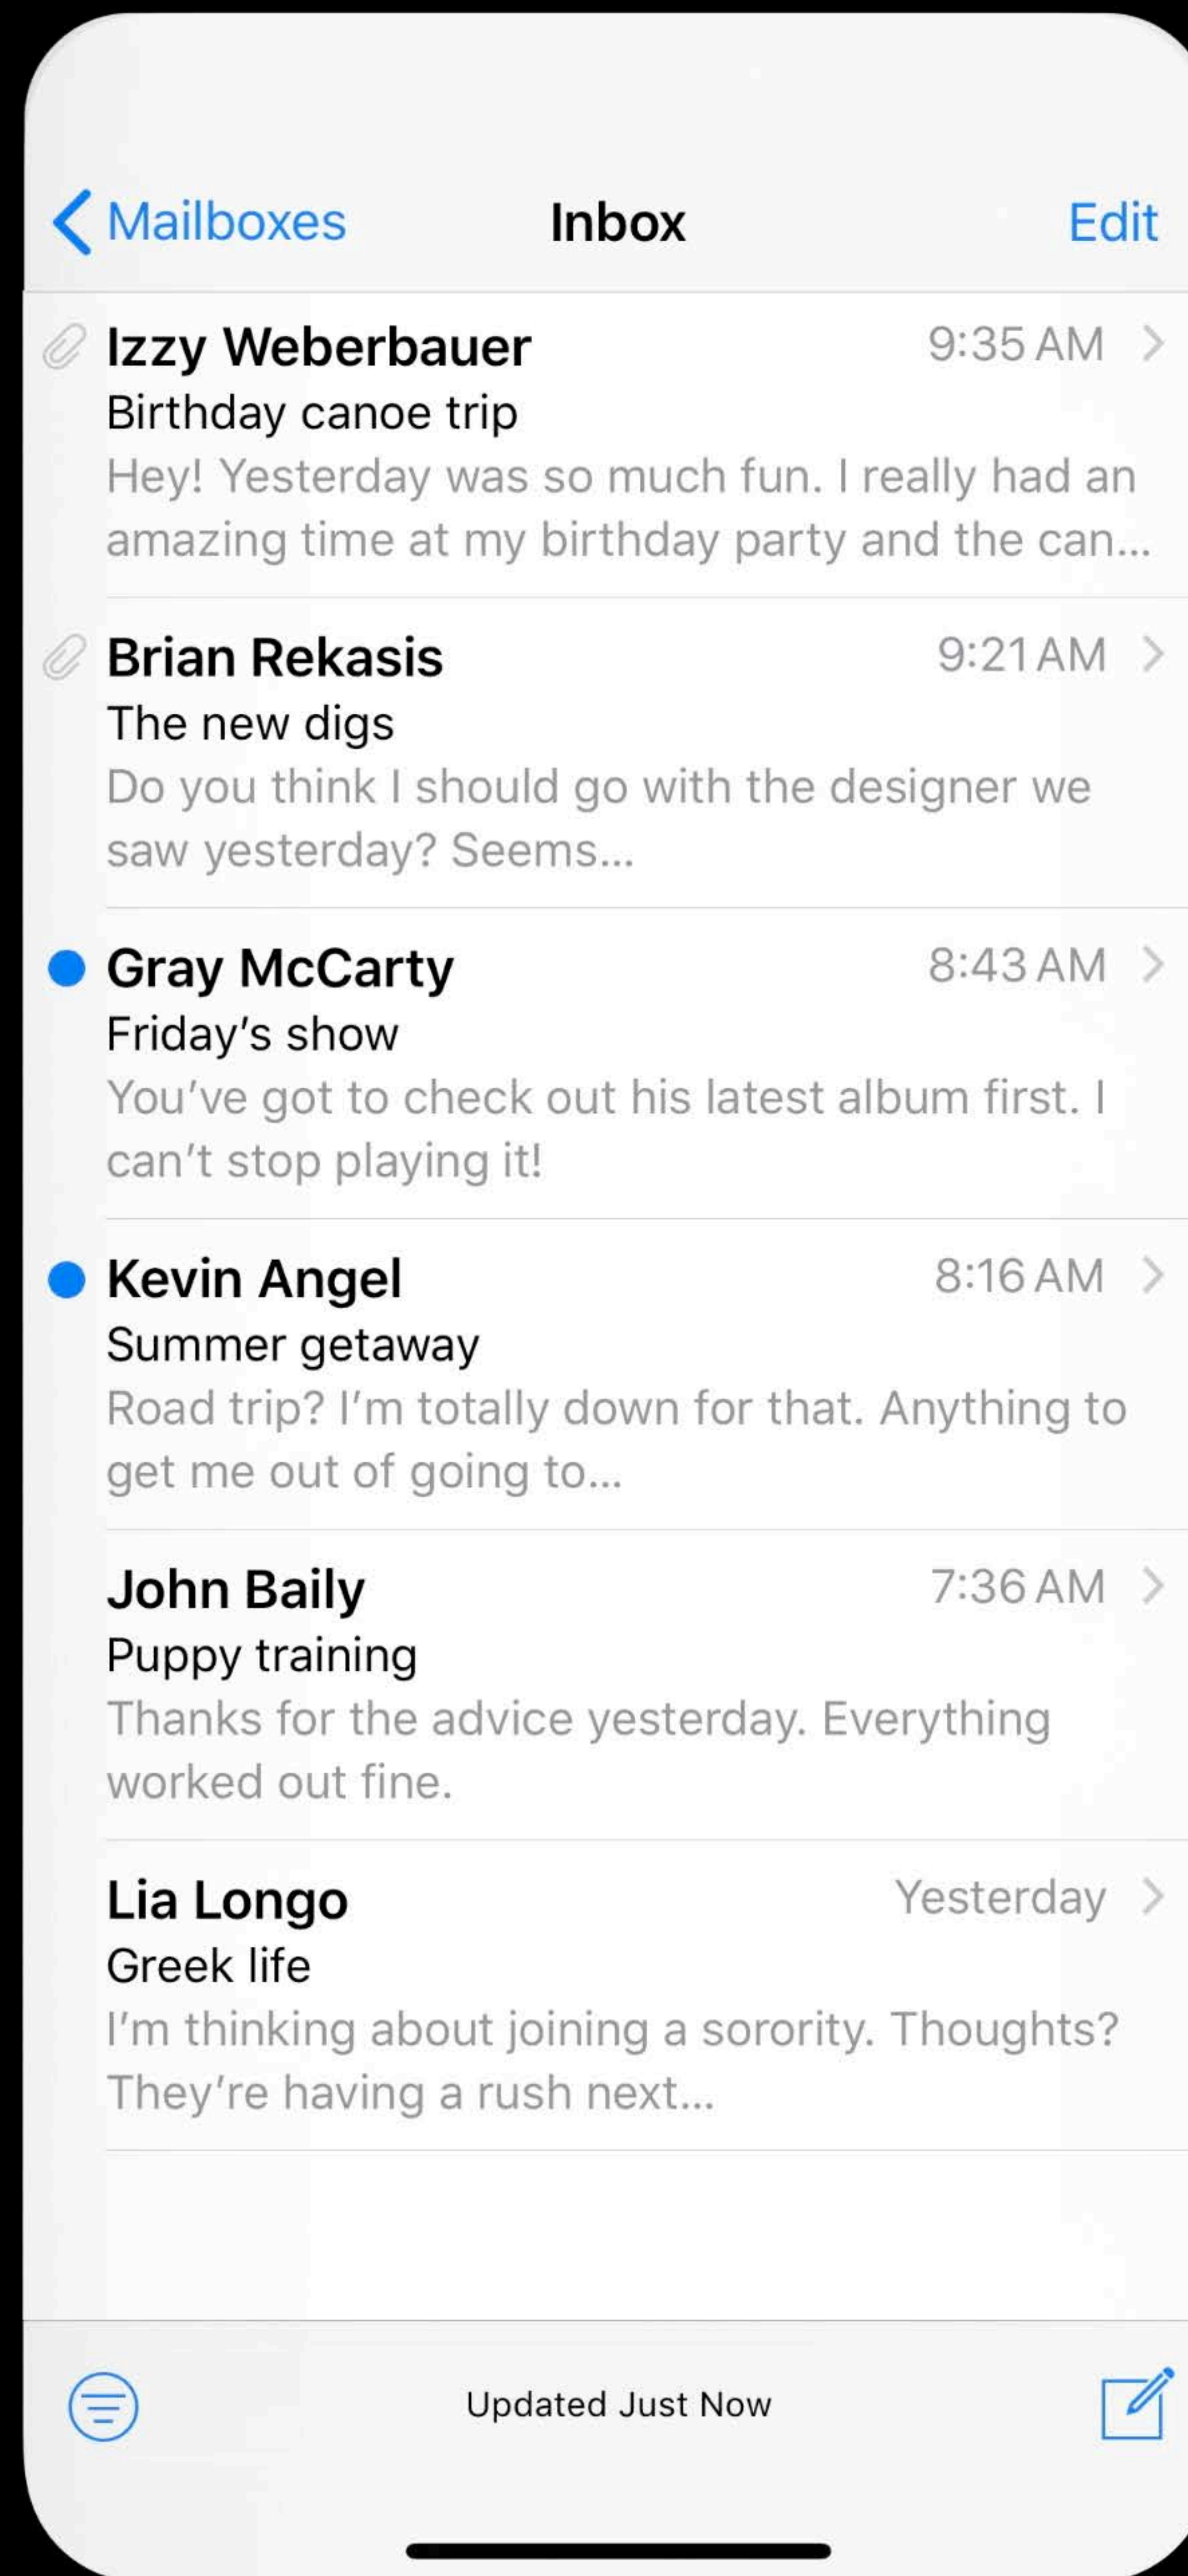 Mailboxes Inbox Edit
Izzy Weberbauer 9:35 AM
Birthday canoe trip
Hey! Yesterday was so much fun. I really had an
amazing time at my birthday party and the can...
Brian Rekasis 9:21 AM
The new digs
Do you think I should go with the designer we
saw yesterday? Seems...
Gray McCarty 8:43 AM
Friday’s show
You’ve got to check out his latest album first. I
can’t stop playing it!
Kevin Angel 8:16 AM
Summer getaway
Road trip? I’m totally down for that. Anything to
get me out of going to...
John Baily 7:36 AM
Puppy training
Thanks for the advice yesterday. Everything
worked out fine.
Lia Longo Yesterday
Greek life
I’m thinking about joining a sorority. Thoughts?
They’re having a rush next...
Updated Just Now